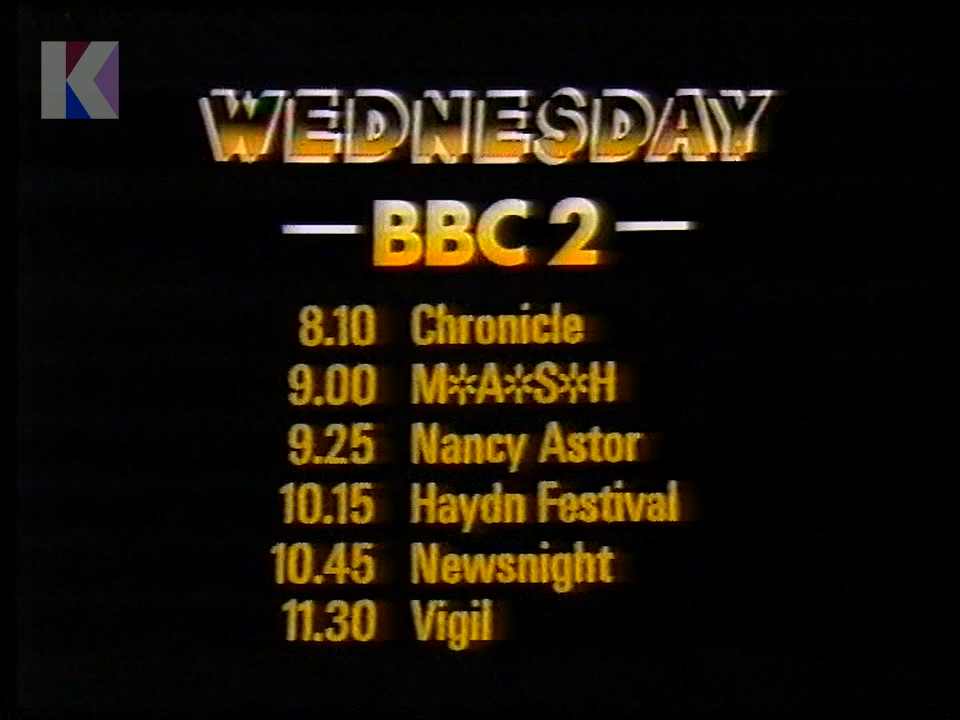 K
WEDNESDAY
BBC 2
8.10 Chronicle
9.00 M*A*S*H
9.25 Nancy Astor
10.15 Haydn Festival
10.45 Newsnight
11.30 Vigil